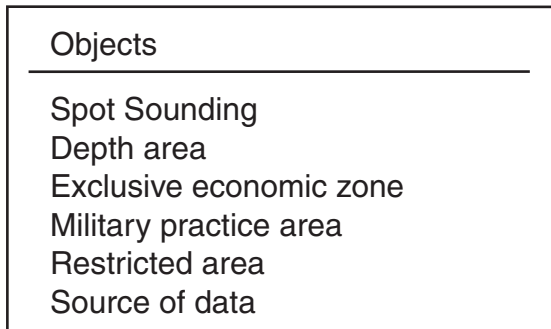 Objects
Spot Sounding
Depth area
Exclusive economic zone
Military practice area
Restricted area
Source of data